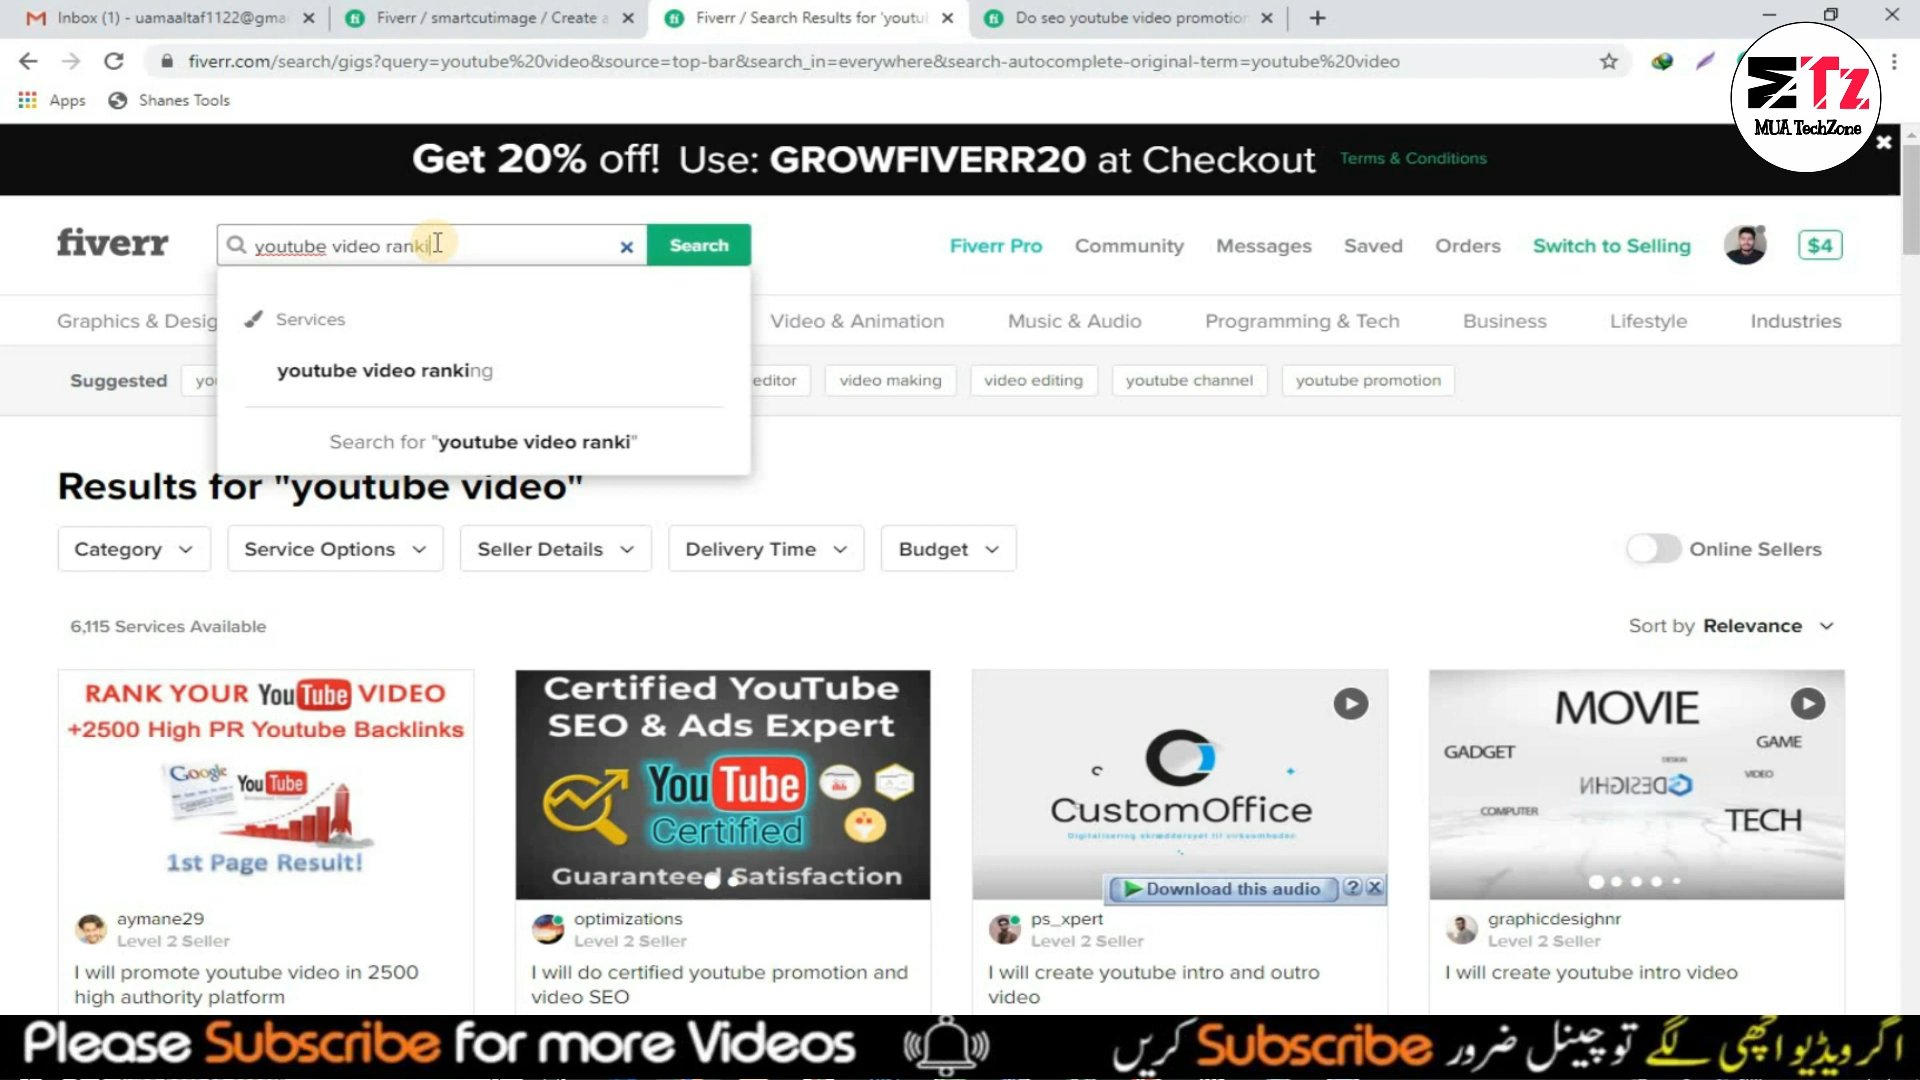 Inbox (1) - uamaaltaf1122@gma
Fiverr / smartcutimage / Create a
Fiverr / Search Results for 'youtu
Do seo youtube video promotion
fiverr.com/search/gigs?query=youtube%20video&source=top-bar&search_in=everywhere&search-autocomplete-original-term=youtube%20video
Apps
Shanes Tools
MTz
MUA TechZone
Get 20% off! Use: GROWFIVERR20 at Checkout
Terms & Conditions
fiverr
youtube video ranki
Search
Fiverr Pro
Community
Messages
Saved
Orders
Switch to Selling
$4
Graphics & Desig
Video & Animation
Music & Audio
Programming & Tech
Business
Lifestyle
Industries
Services
youtube video ranking
Search for "youtube video ranki"
Suggested
you
editor
video making
video editing
youtube channel
youtube promotion
Results for "youtube video"
Category
Service Options
Seller Details
Delivery Time
Budget
Online Sellers
6,115 Services Available
Sort by Relevance
RANK YOUR YouTube VIDEO
+2500 High PR Youtube Backlinks
Google
YouTube
1st Page Result!
aymane29
Level 2 Seller
I will promote youtube video in 2500
high authority platform
Certified YouTube
SEO & Ads Expert
YouTube
Certified
Guaranteed Satisfaction
optimizations
Level 2 Seller
I will do certified youtube promotion and
video SEO
CustomOffice
Digitalisering skræddersyet til virksomheder
Download this audio
ps_xpert
Level 2 Seller
I will create youtube intro and outro
video
MOVIE
GADGET
GAME
DESIGN
VIDEO
COMPUTER
TECH
graphicdesighnr
Level 2 Seller
I will create youtube intro video
Please Subscribe for more Videos
اگر ویڈیو اچھی لگے تو چینل ضرور Subscribe کریں